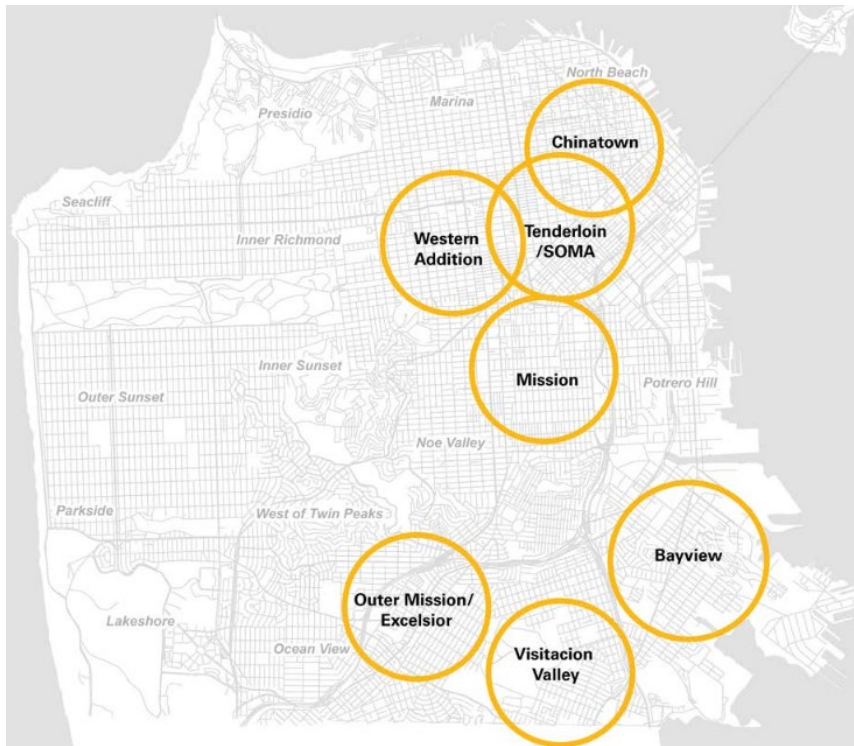 North Beach
Marina
Presidio
Chinatown
Seacliff
Inner Richmond
Western
Addition
Tenderloin
/SOMA
Inner Sunset
Mission
Potrero Hill
Outer Sunset
Noe Valley
Parkside
West of Twin Peaks
Bayview
Outer Mission/
Excelsior
Lakeshore
Ocean View
Visitacion
Valley